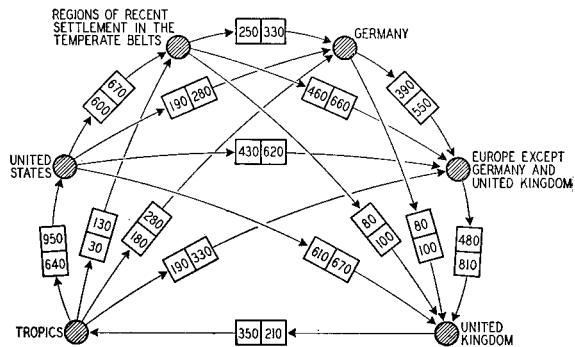 REGIONS OF RECENT
SETTLEMENT IN THE
TEMPERATE BELTS
250 330
GERMANY
670
600
190 280
460 660
390
550
UNITED
STATES
430 620
EUROPE EXCEPT
GERMANY AND
UNITED KINGDOM
950
640
130
30
280
180
190 330
610 670
80
100
80
100
480
810
TROPICS
350 210
UNITED
KINGDOM